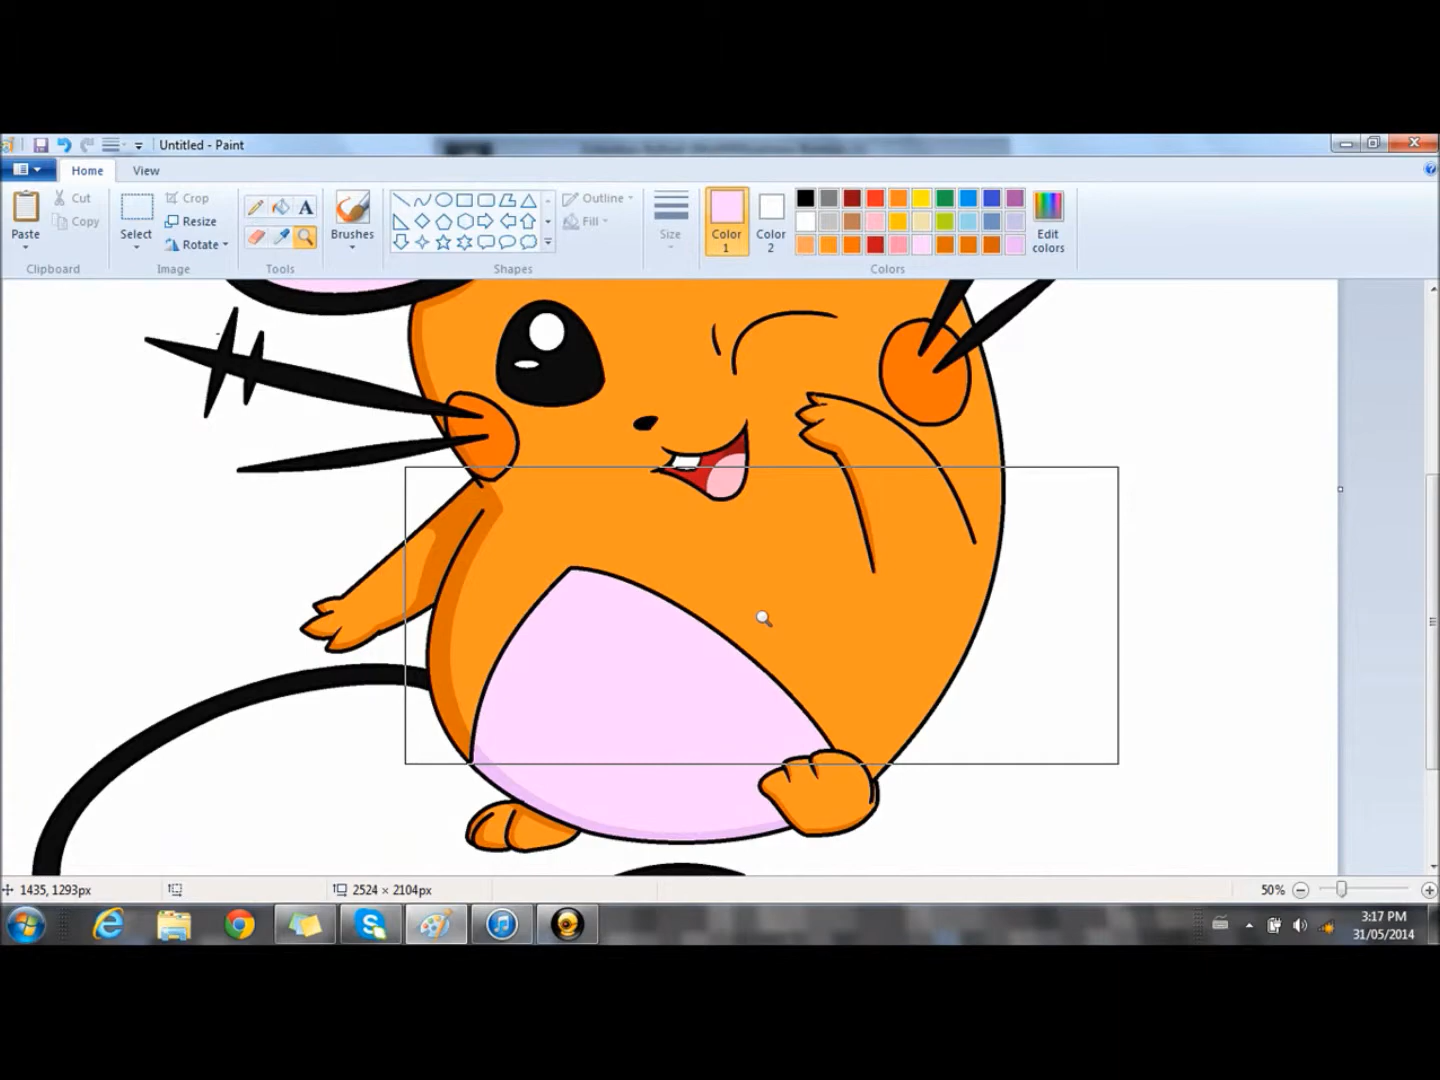 Untitled - Paint
Home View
Paste
Cut
Copy
Clipboard
Select
Crop
Resize
Rotate
Image
A
Tools
Brushes
Outline
Fill
Shapes
Size
Color 1
Color 2
Edit colors
Colors
1435, 1293px
2524 × 2104px
50%
3:17 PM
31/05/2014